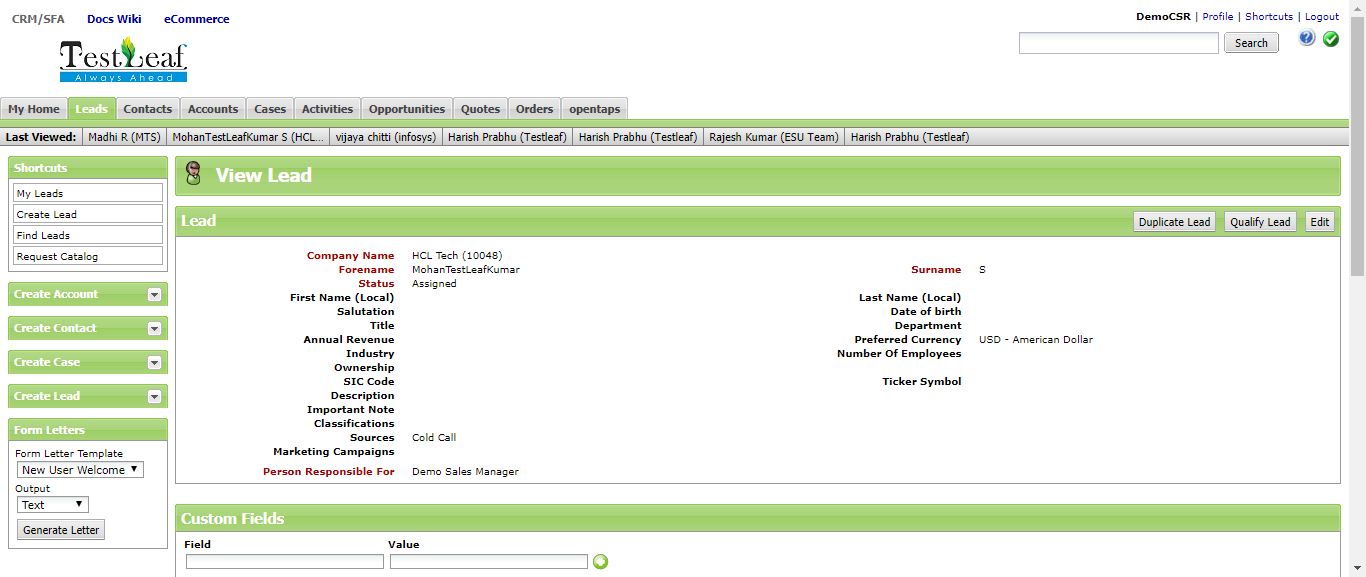 CRM/SFA Docs Wiki eCommerce
DemoCSR | Profile | Shortcuts | Logout
Search
TestLeaf
Always Ahead
My Home Leads Contacts Accounts Cases Activities Opportunities Quotes Orders opentaps
Last Viewed: Madhi R (MTS) MohanTestLeafKumar S (HCL... vijaya chitti (infosys) Harish Prabhu (Testleaf) Harish Prabhu (Testleaf) Rajesh Kumar (ESU Team) Harish Prabhu (Testleaf)
Shortcuts
My Leads
Create Lead
Find Leads
Request Catalog
Create Account
Create Contact
Create Case
Create Lead
Form Letters
Form Letter Template
New User Welcome
Output
Text
Generate Letter
View Lead
Lead Duplicate Lead Qualify Lead Edit
Company Name HCL Tech (10048)
Forename MohanTestLeafKumar Surname S
Status Assigned
First Name (Local) Last Name (Local)
Salutation Date of birth
Title Department
Annual Revenue Preferred Currency USD - American Dollar
Industry Number Of Employees
Ownership
SIC Code Ticker Symbol
Description
Important Note
Classifications
Sources Cold Call
Marketing Campaigns
Person Responsible For Demo Sales Manager
Custom Fields
Field Value